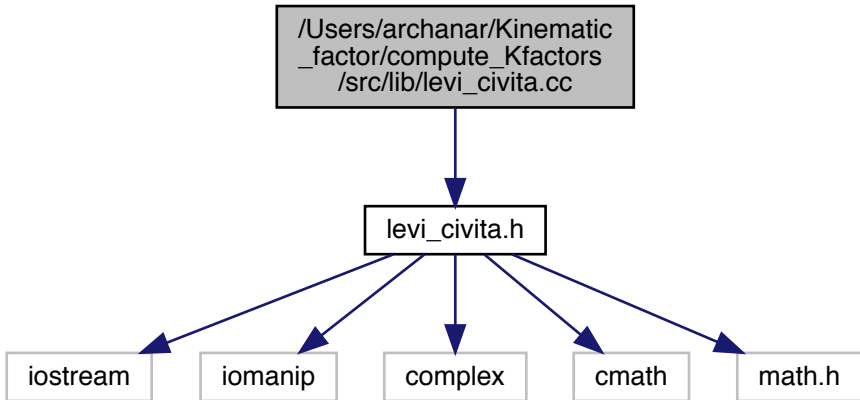 /Users/archanar/Kinematic
_factor/compute_Kfactors
/src/lib/levi_civita.cc
levi_civita.h
iostream
iomanip
complex
cmath
math.h